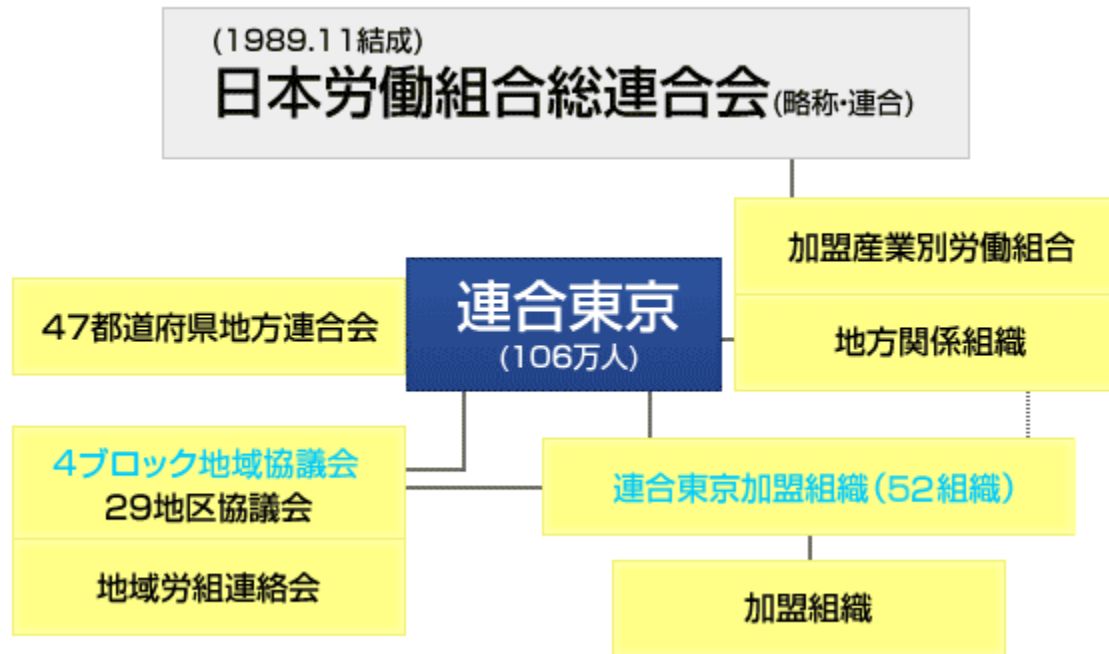 (1989.11結成)
日本労働組合総連合会(略称・連合)
加盟産業別労働組合
地方関係組織
47都道府県地方連合会
連合東京
(106万人)
4ブロック地域協議会
29地区協議会
地域労組連絡会
連合東京加盟組織(52組織)
加盟組織